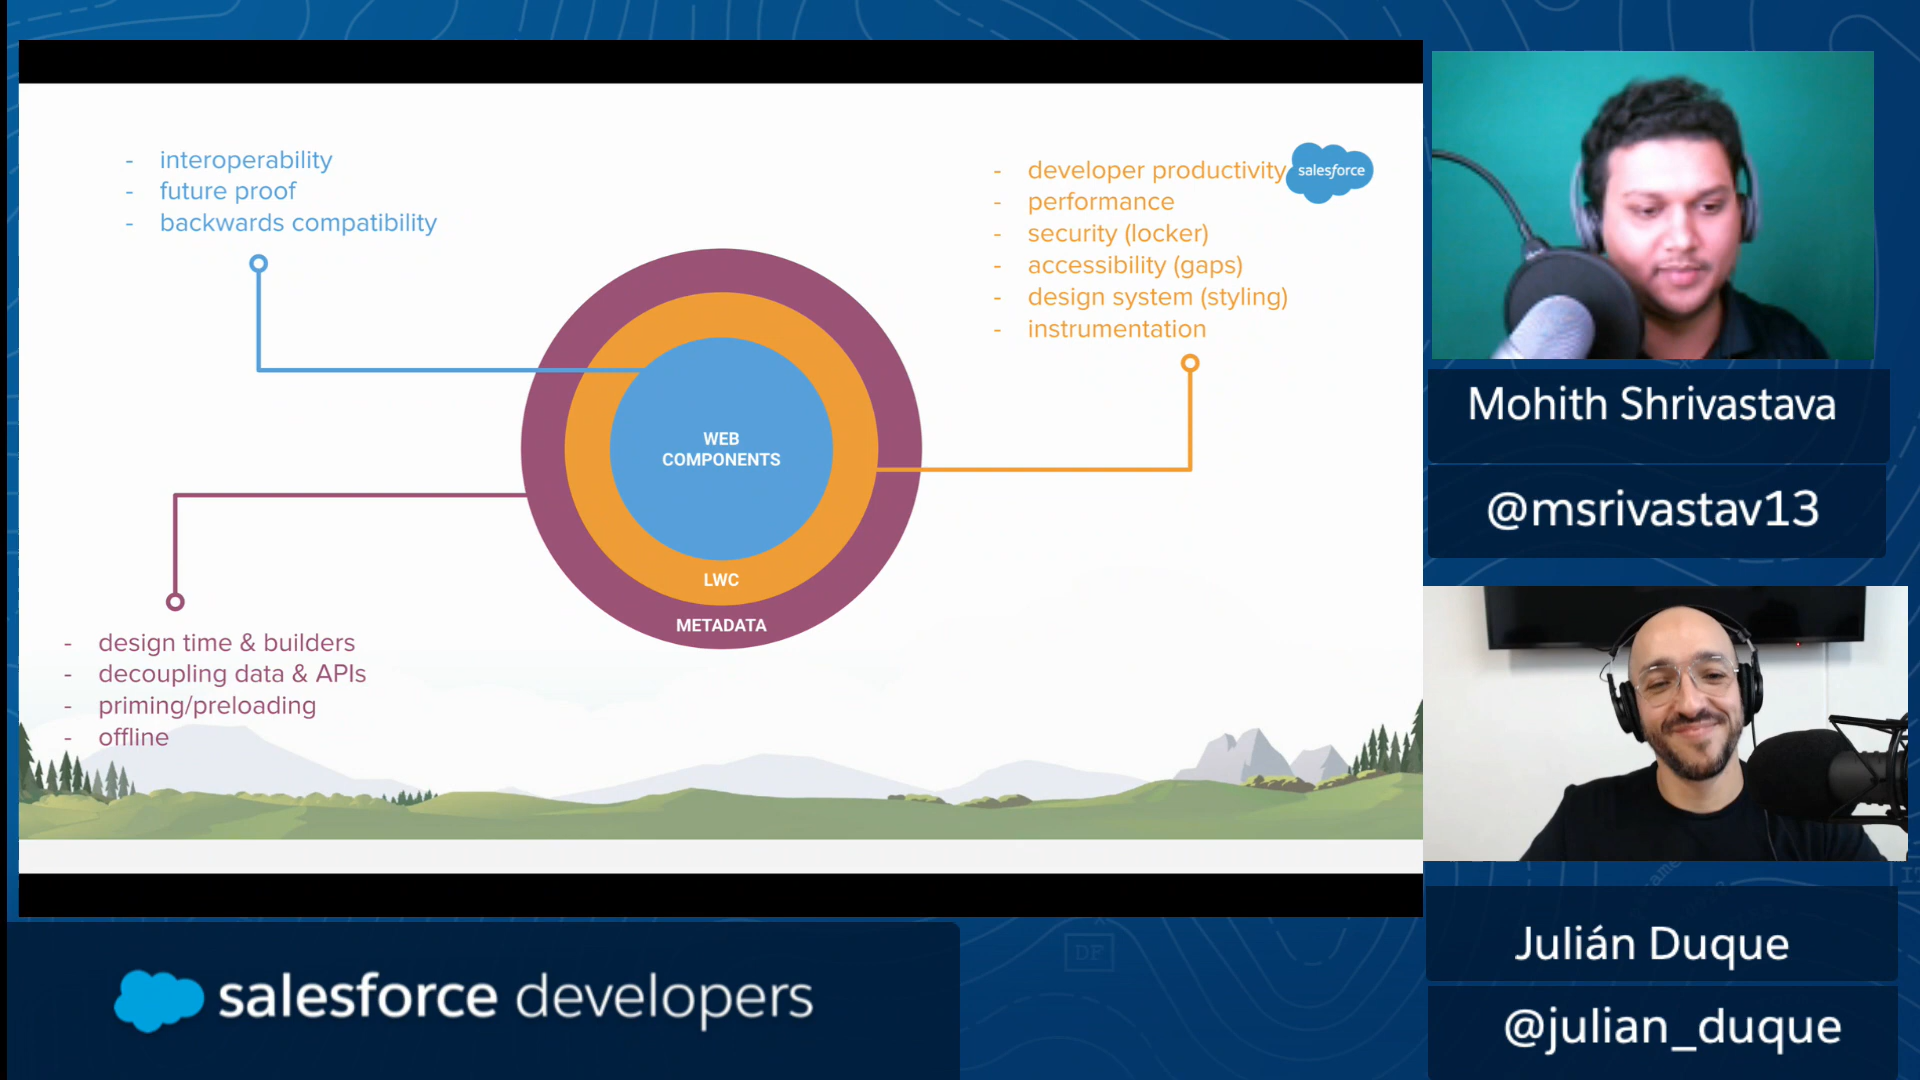 - interoperability
- future proof
- backwards compatibility
- developer productivity
salesforce
- performance
- security (locker)
- accessibility (gaps)
- design system (styling)
- instrumentation
WEB
COMPONENTS
LWC
METADATA
- design time & builders
- decoupling data & APIs
- priming/preloading
- offline
Mohith Shrivastava
@msrivastav13
Julián Duque
@julian_duque
salesforce developers
DF